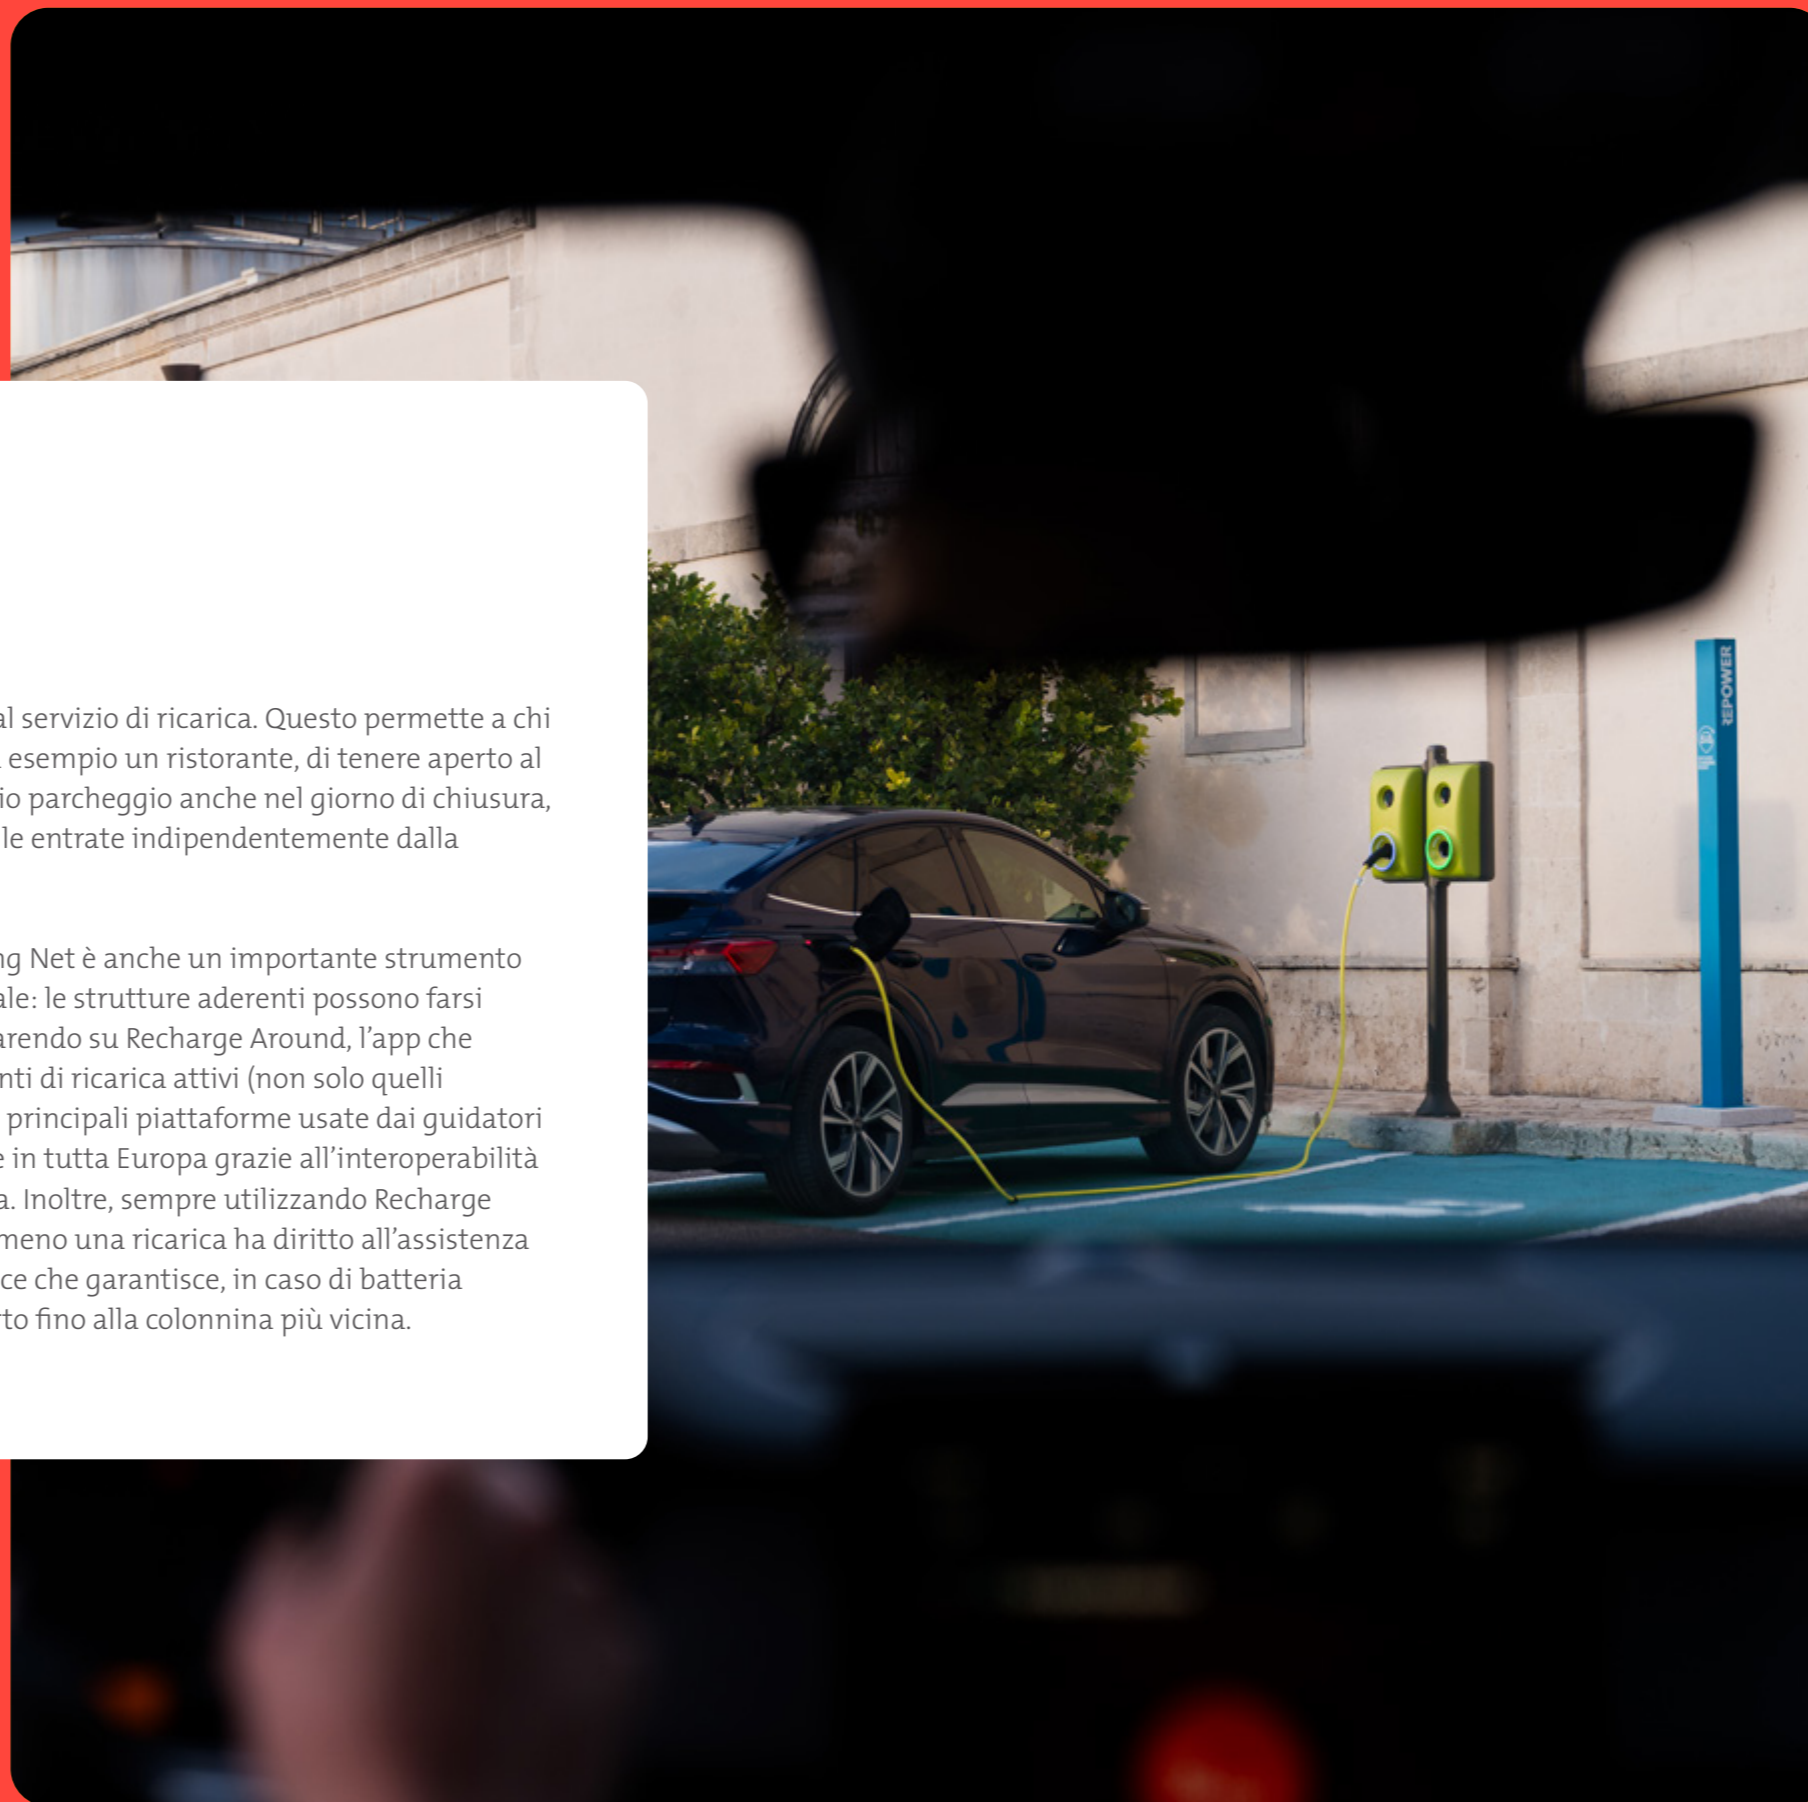 al servizio di ricarica. Questo permette a chi
esempio un ristorante, di tenere aperto al
io parcheggio anche nel giorno di chiusura,
le entrate indipendentemente dalla
ng Net è anche un importante strumento
ale: le strutture aderenti possono farsi
arendo su Recharge Around, l’app che
nti di ricarica attivi (non solo quelli
principali piattaforme usate dai guidatori
e in tutta Europa grazie all’interoperabilità
a. Inoltre, sempre utilizzando Recharge
meno una ricarica ha diritto all’assistenza
ce che garantisce, in caso di batteria
rto fino alla colonnina più vicina.
REPOWER